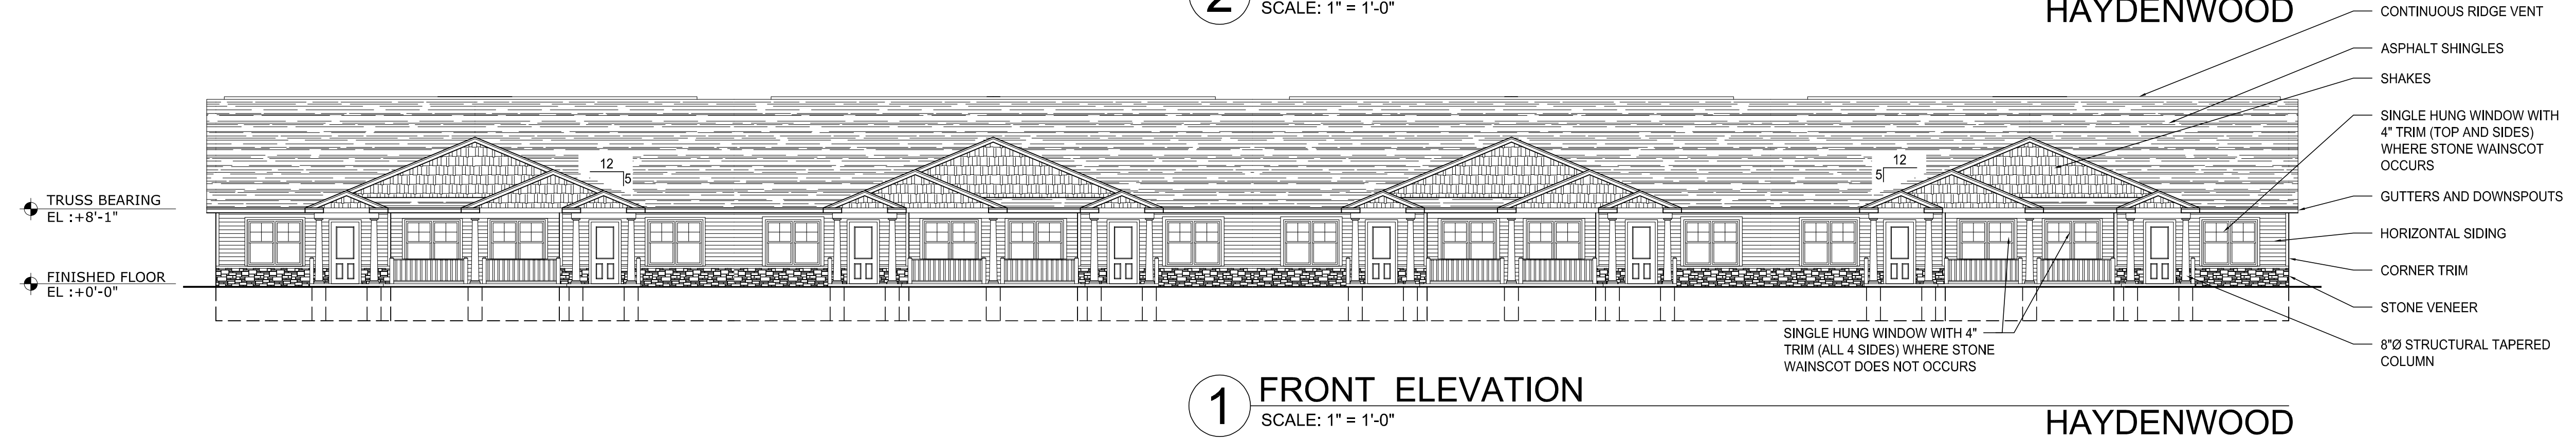 2
SCALE: 1" = 1'-0"
HAYDENWOOD
CONTINUOUS RIDGE VENT
ASPHALT SHINGLES
SHAKES
SINGLE HUNG WINDOW WITH
4" TRIM (TOP AND SIDES)
WHERE STONE WAINSCOT
OCCURS
GUTTERS AND DOWNSPOUTS
HORIZONTAL SIDING
CORNER TRIM
STONE VENEER
8"Ø STRUCTURAL TAPERED
COLUMN
12
5
12
5
TRUSS BEARING
EL :+8'-1"
FINISHED FLOOR
EL :+0'-0"
SINGLE HUNG WINDOW WITH 4"
TRIM (ALL 4 SIDES) WHERE STONE
WAINSCOT DOES NOT OCCURS
1
FRONT ELEVATION
SCALE: 1" = 1'-0"
HAYDENWOOD